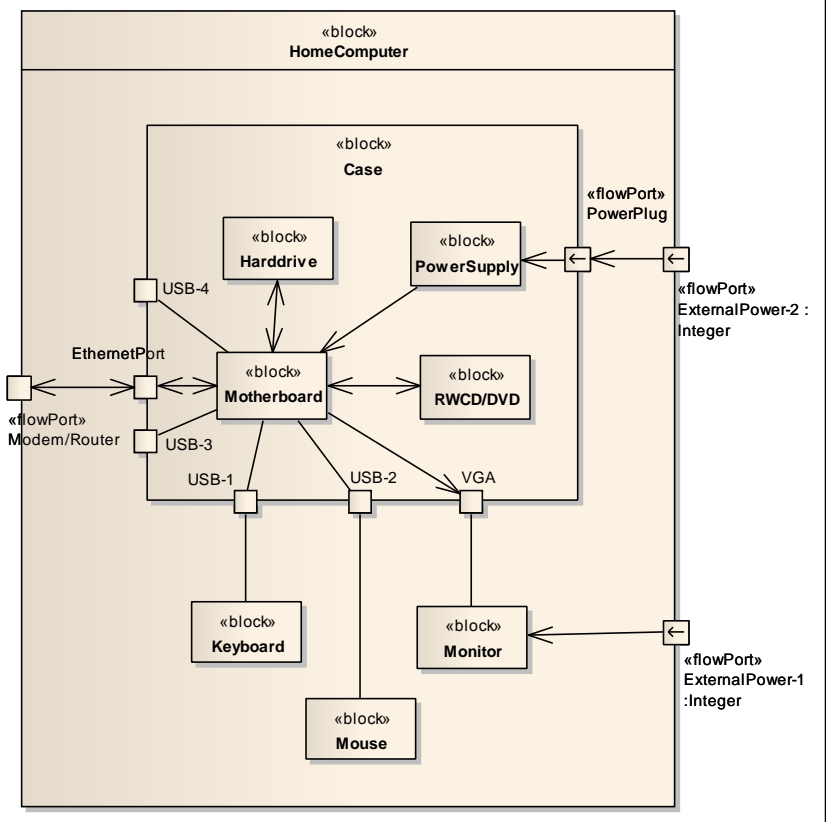 «block»
HomeComputer
«block»
Case
«flowPort»
PowerPlug
«block»
Harddrive
«block»
PowerSupply
USB-4
«flowPort»
ExternalPower-2 :
Integer
EthernetPort
«block»
Motherboard
«block»
RWCD/DVD
«flowPort»
Modem/Router
USB-3
USB-1
USB-2
VGA
«block»
Keyboard
«block»
Monitor
«flowPort»
ExternalPower-1
:Integer
«block»
Mouse